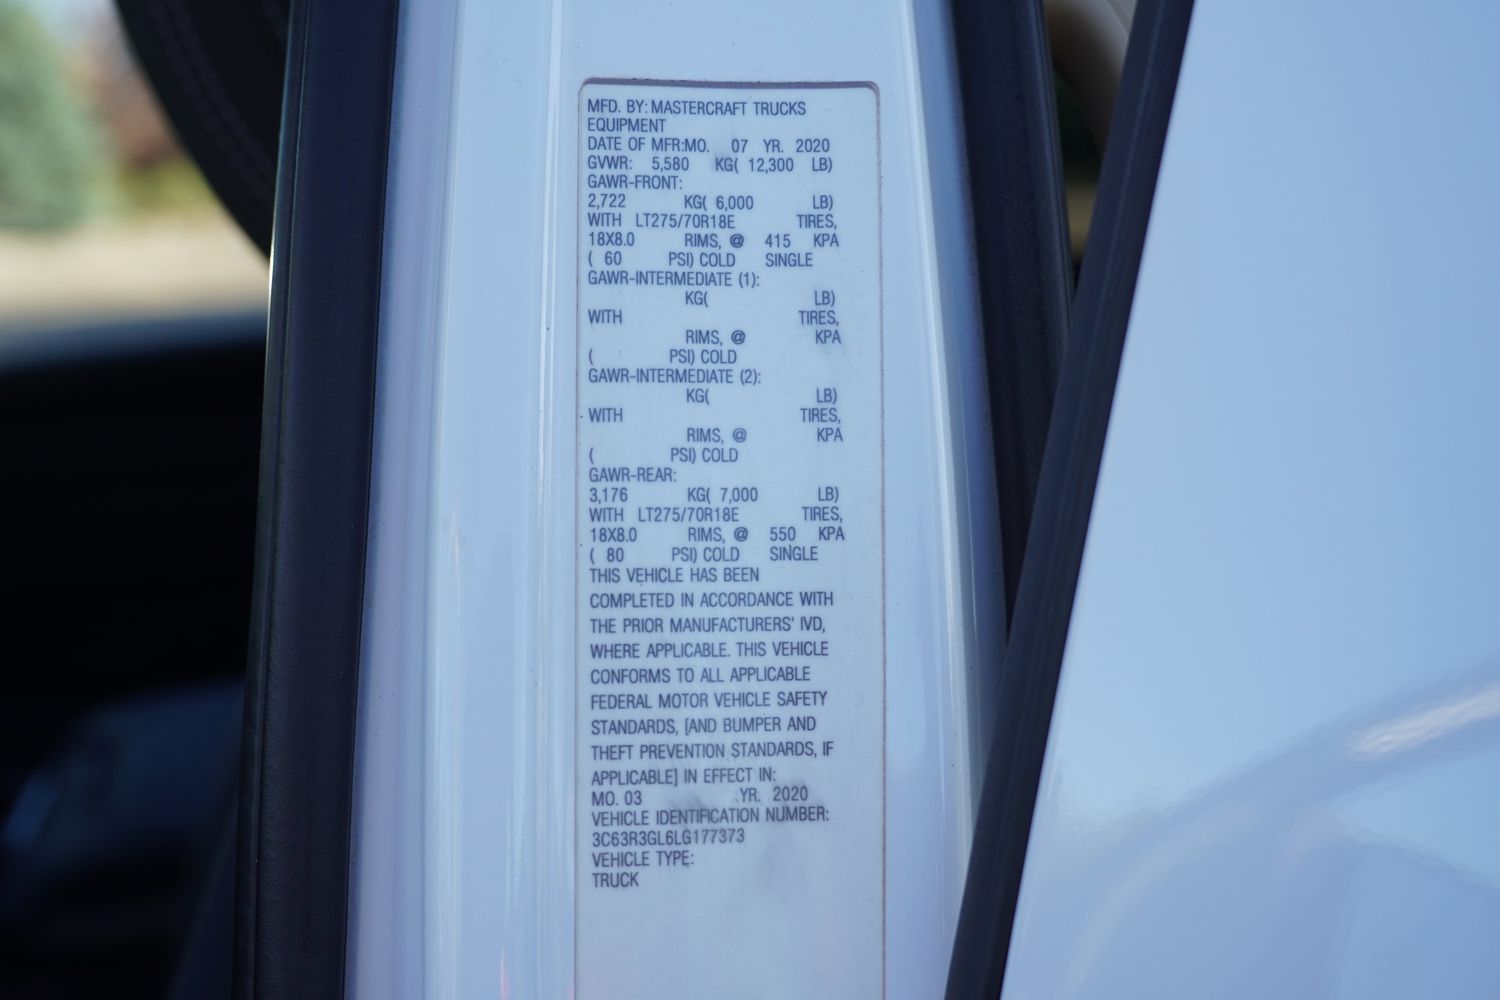 MFD. BY: MASTERCRAFT TRUCKS
EQUIPMENT
DATE OF MFR:MO. 07 YR. 2020
GVWR: 5,580 KG( 12,300 LB)
GAWR-FRONT:
2,722 KG( 6,000 LB)
WITH LT275/70R18E TIRES,
18X8.0 RIMS, @ 415 KPA
( 60 PSI) COLD SINGLE
GAWR-INTERMEDIATE (1):
KG( LB)
WITH TIRES,
RIMS, @ KPA
( PSI) COLD
GAWR-INTERMEDIATE (2):
KG( LB)
WITH TIRES,
RIMS, @ KPA
( PSI) COLD
GAWR-REAR:
3,176 KG( 7,000 LB)
WITH LT275/70R18E TIRES,
18X8.0 RIMS, @ 550 KPA
( 80 PSI) COLD SINGLE
THIS VEHICLE HAS BEEN
COMPLETED IN ACCORDANCE WITH
THE PRIOR MANUFACTURERS' IVD,
WHERE APPLICABLE. THIS VEHICLE
CONFORMS TO ALL APPLICABLE
FEDERAL MOTOR VEHICLE SAFETY
STANDARDS, [AND BUMPER AND
THEFT PREVENTION STANDARDS, IF
APPLICABLE] IN EFFECT IN:
MO. 03 YR. 2020
VEHICLE IDENTIFICATION NUMBER:
3C63R3GL6LG177373
VEHICLE TYPE:
TRUCK